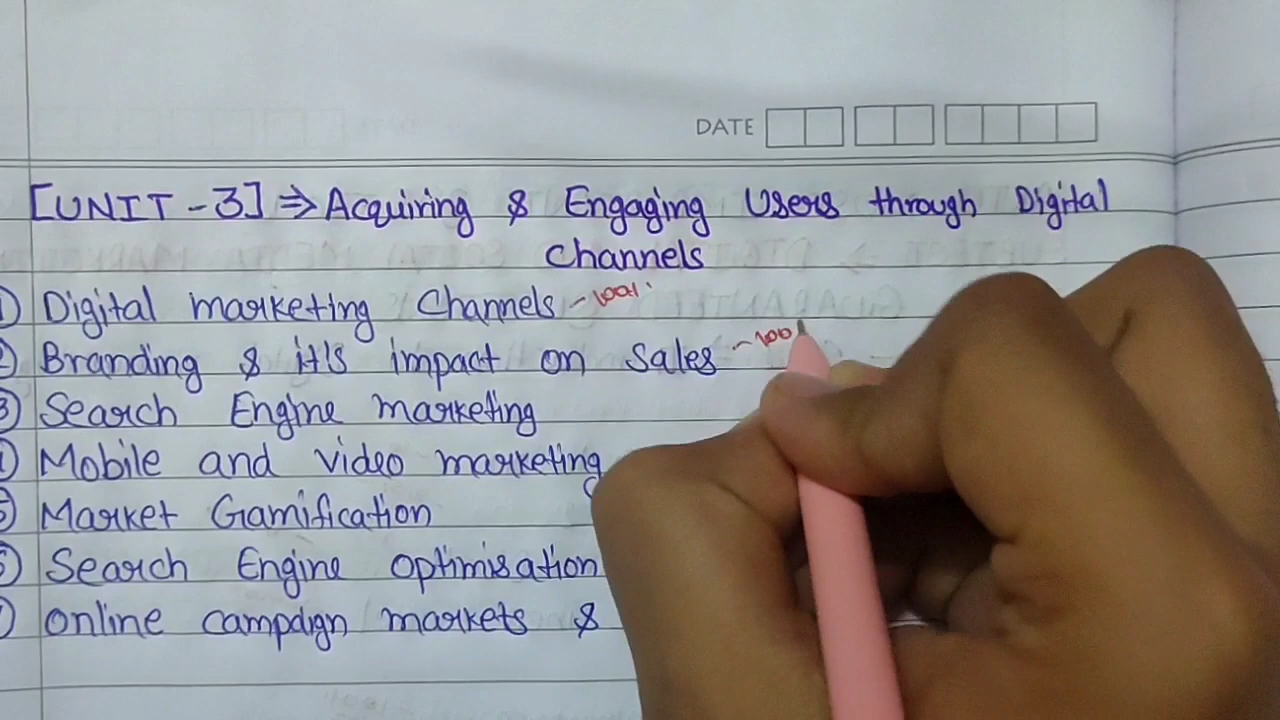 DATE
[UNIT-3] ⇒ Acquiring & Engaging Users through Digital
Channels
① Digital marketing Channels - 100%
② Branding & it's impact on Sales - 100
③ Search Engine marketing
④ Mobile and video marketing
⑤ Market Gamification
⑥ Search Engine optimisation
⑦ online campaign markets &